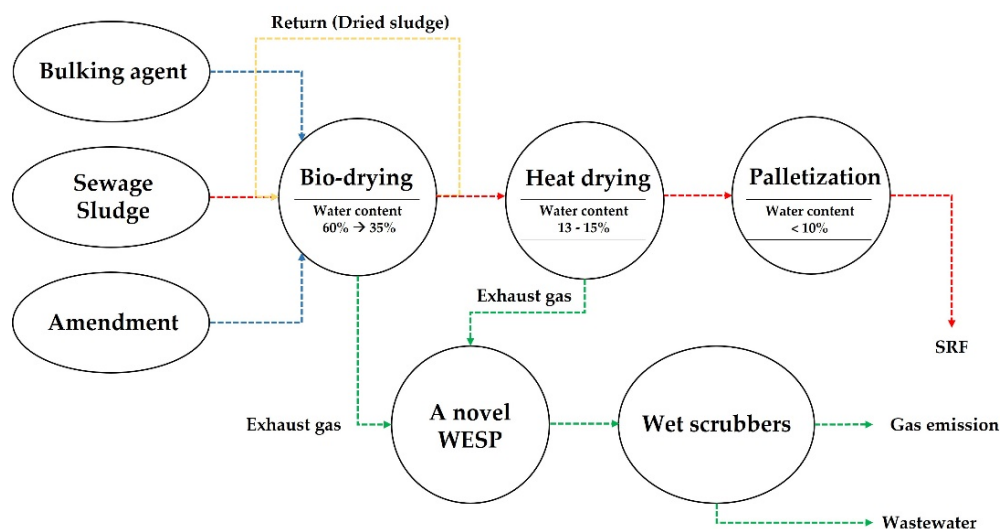 Return (Dried sludge)
Bulking agent
Sewage
Sludge
Amendment
Bio-drying
Water content
60% → 35%
Heat drying
Water content
13 - 15%
Palletization
Water content
< 10%
Exhaust gas
SRF
Exhaust gas
A novel
WESP
Wet scrubbers
Gas emission
Wastewater